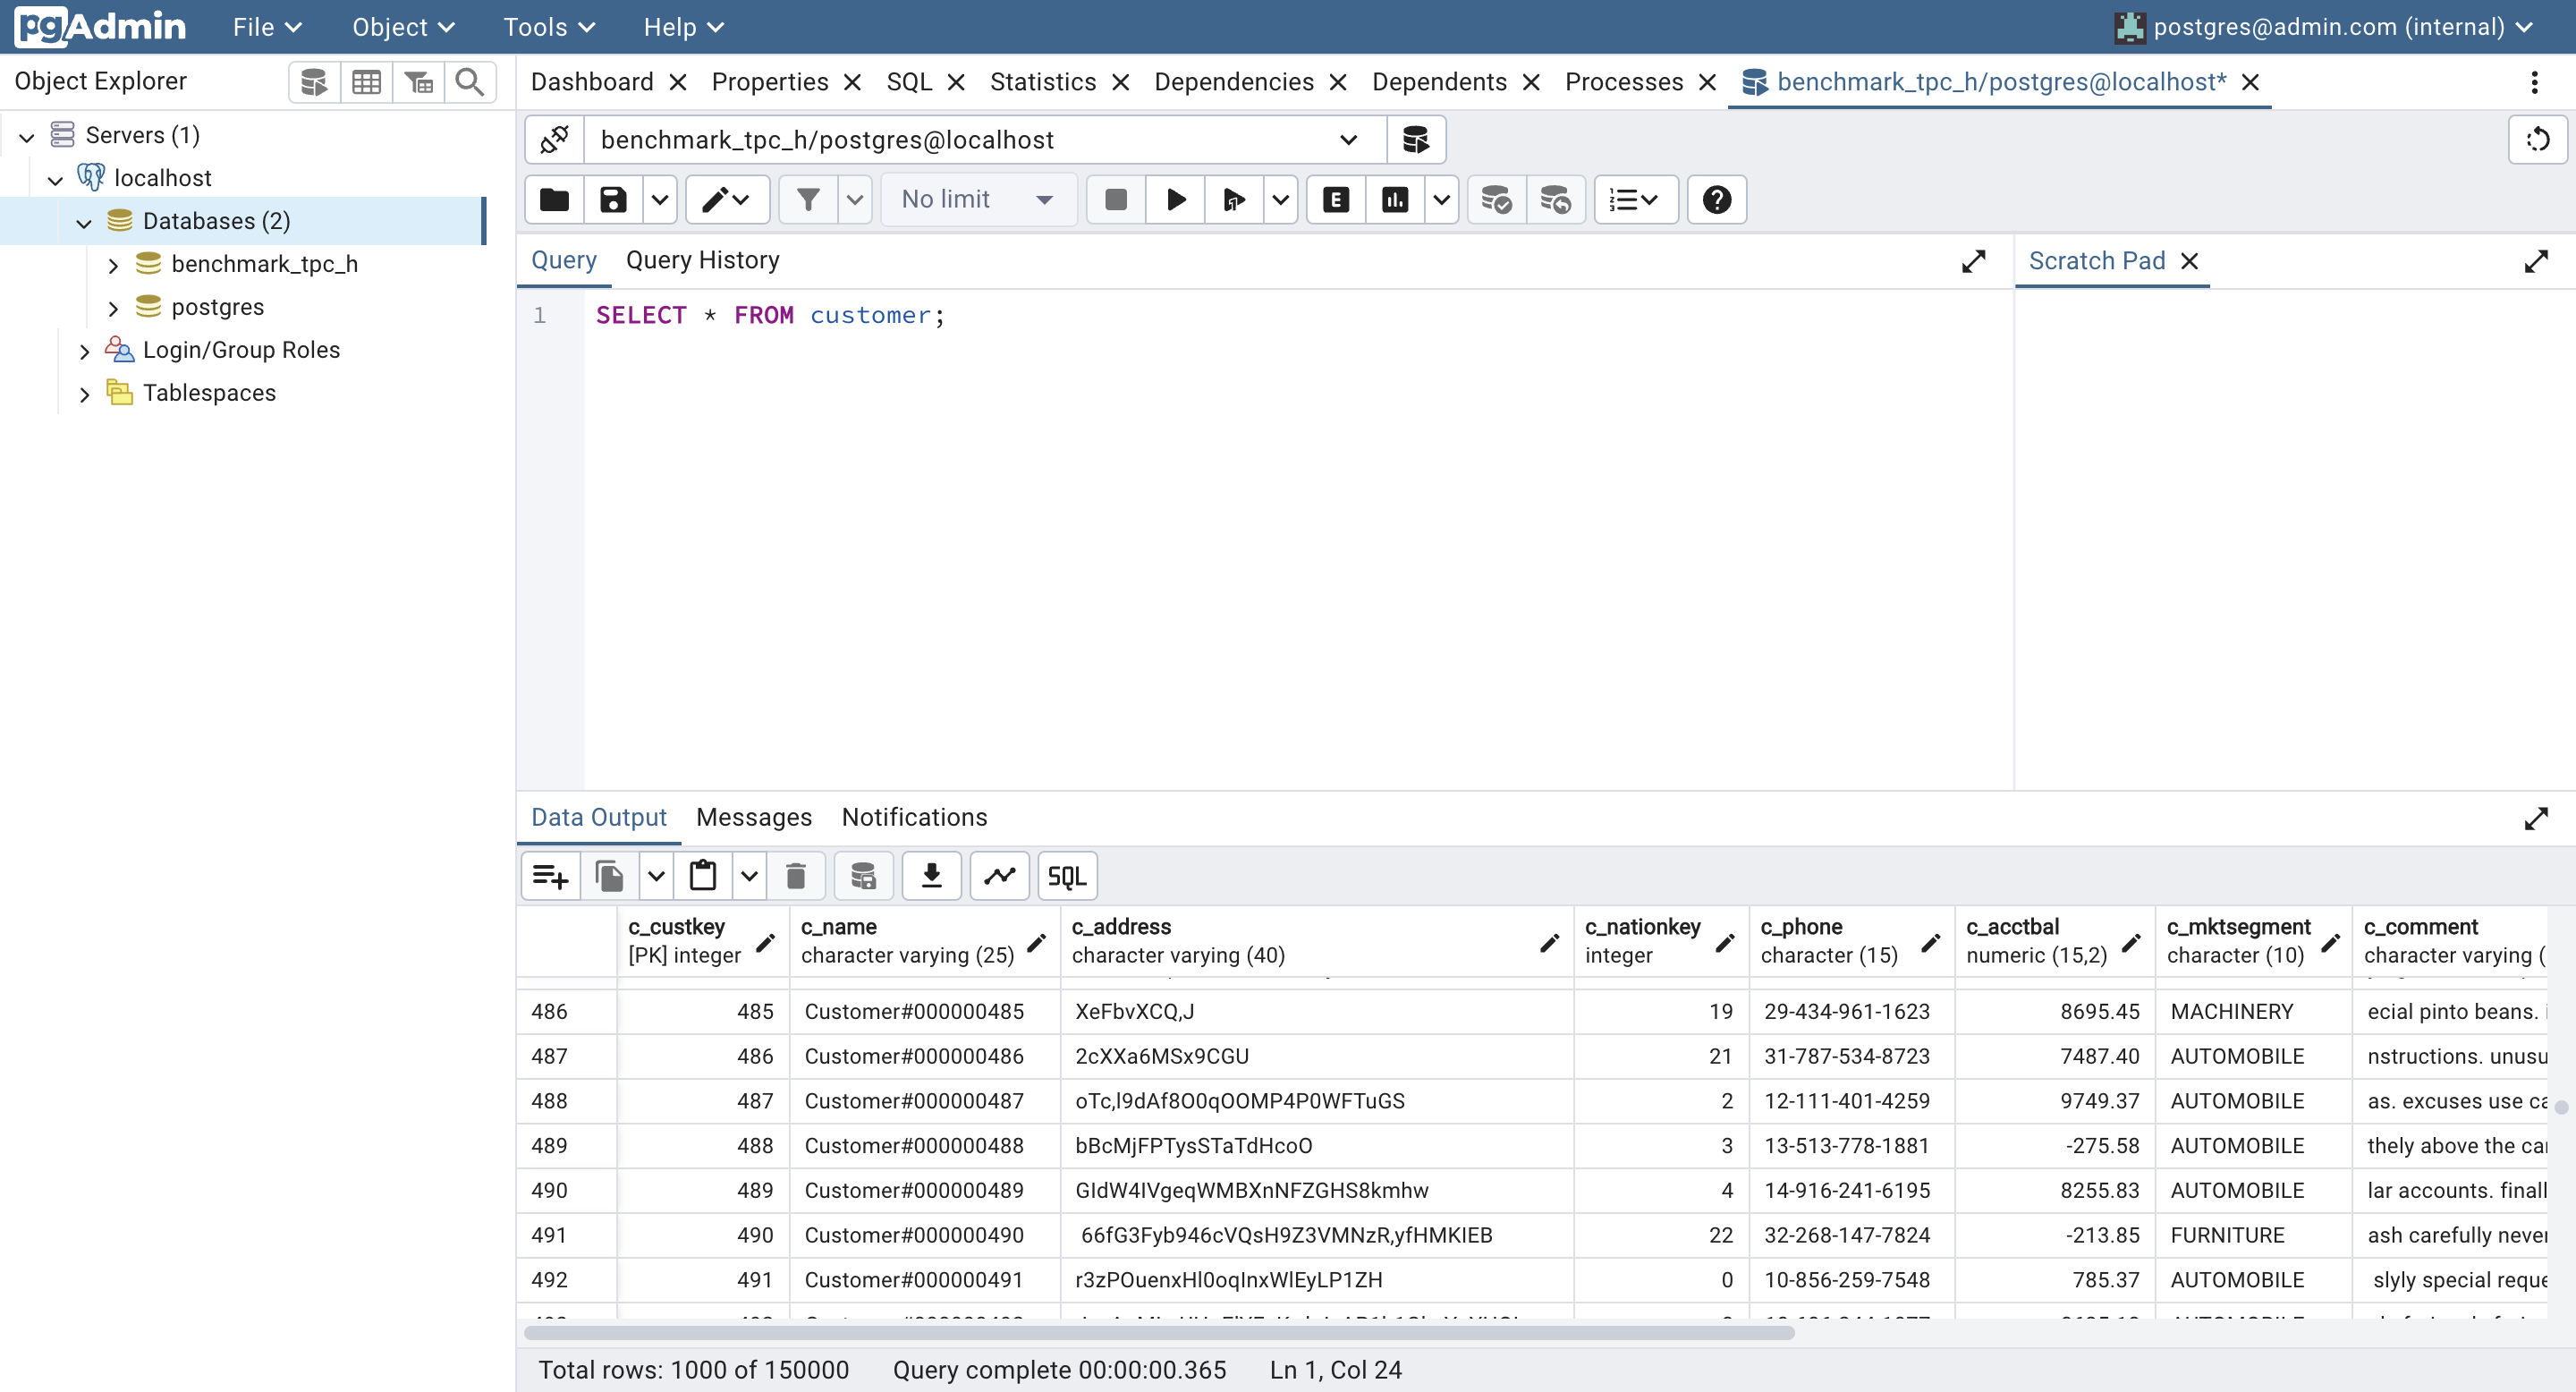 pgAdmin File Object Tools Help postgres@admin.com (internal)
Object Explorer
Dashboard Properties SQL Statistics Dependencies Dependents Processes benchmark_tpc_h/postgres@localhost*
Servers (1)
localhost
Databases (2)
benchmark_tpc_h
postgres
Login/Group Roles
Tablespaces
benchmark_tpc_h/postgres@localhost
No limit E
Query Query History Scratch Pad
1 SELECT * FROM customer;
Data Output Messages Notifications
SQL
c_custkey c_name c_address c_nationkey c_phone c_acctbal c_mktsegment c_comment
[PK] integer character varying (25) character varying (40) integer character (15) numeric (15,2) character (10) character varying (
486 485 Customer#000000485 XeFbvXCQ,J 19 29-434-961-1623 8695.45 MACHINERY ecial pinto beans. i
487 486 Customer#000000486 2cXXa6MSx9CGU 21 31-787-534-8723 7487.40 AUTOMOBILE nstructions. unusu
488 487 Customer#000000487 oTc,l9dAf8O0qOOMP4P0WFTuGS 2 12-111-401-4259 9749.37 AUTOMOBILE as. excuses use ca
489 488 Customer#000000488 bBcMjFPTysSTaTdHcoO 3 13-513-778-1881 -275.58 AUTOMOBILE thely above the car
490 489 Customer#000000489 GIdW4IVgeqWMBXnNFZGHS8kmhw 4 14-916-241-6195 8255.83 AUTOMOBILE lar accounts. finall
491 490 Customer#000000490 66fG3Fyb946cVQsH9Z3VMNzR,yfHMKIEB 22 32-268-147-7824 -213.85 FURNITURE ash carefully never
492 491 Customer#000000491 r3zPOuenxHl0oqInxWlEyLP1ZH 0 10-856-259-7548 785.37 AUTOMOBILE slyly special reque
Total rows: 1000 of 150000 Query complete 00:00:00.365 Ln 1, Col 24